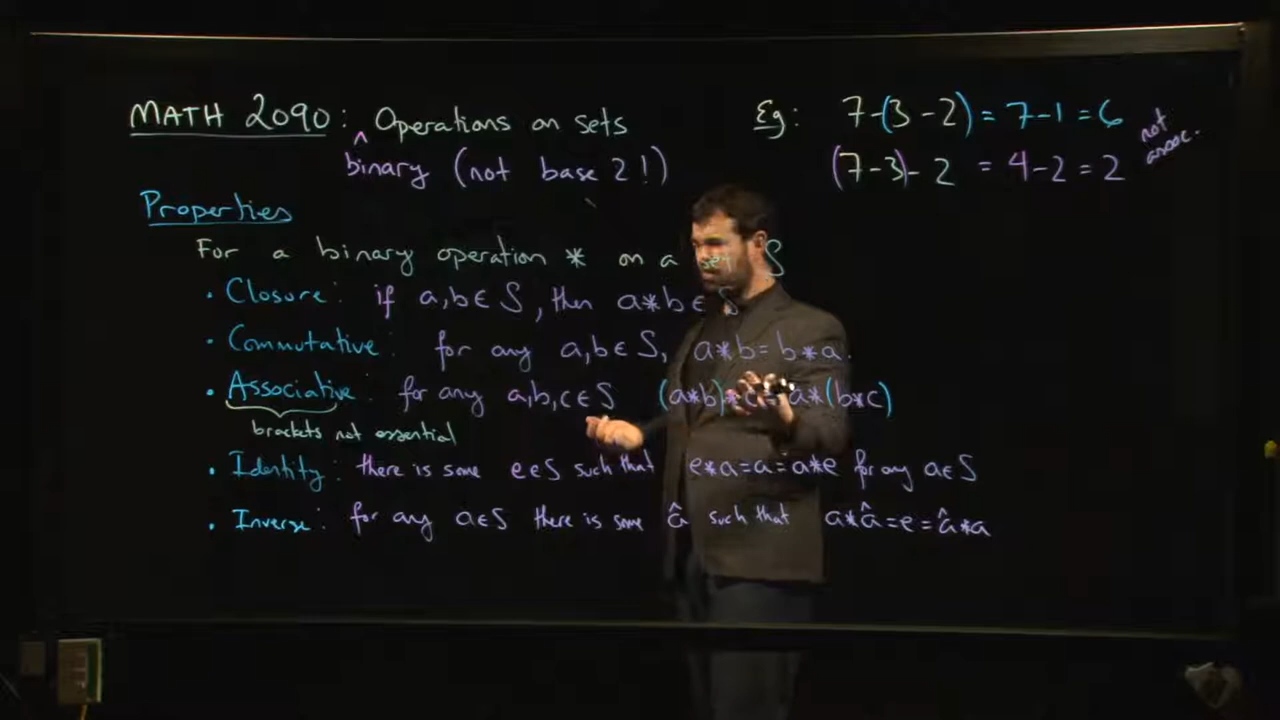 MATH 2090: Operations on sets
^ binary (not base 2!)
Properties
For a binary operation * on a set S
• Closure: if a,b∈S, then a*b∈S
• Commutative: for any a,b∈S, a*b=b*a.
• Associative: for any a,b,c∈S (a*b)*c=a*(b*c)
brackets not essential
• Identity: there is some e∈S such that e*a=a=a*e for any a∈S
• Inverse: for any a∈S there is some â such that a*â=e=â*a
Eg: 7-(3-2)=7-1=6
(7-3)-2=4-2=2
not
assoc.